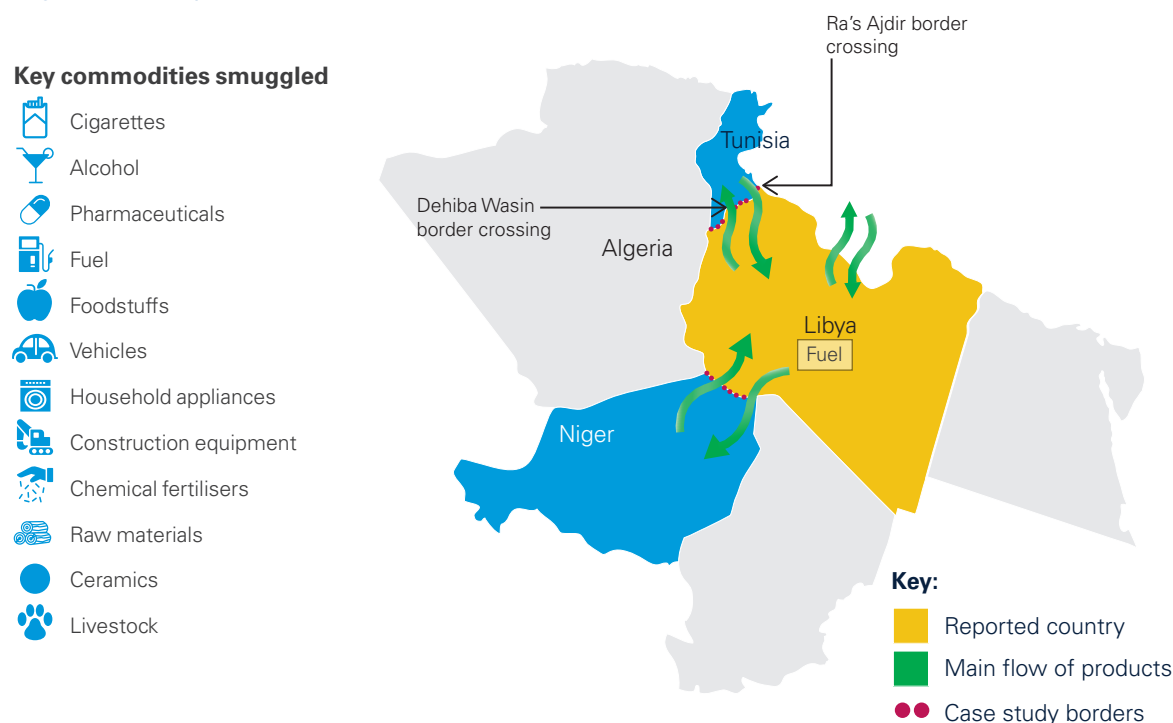 Key commodities smuggled
Cigarettes
Alcohol
Pharmaceuticals
Fuel
Foodstuffs
Vehicles
Household appliances
Construction equipment
Chemical fertilisers
Raw materials
Ceramics
Livestock
Ra's Ajdir border
crossing
Tunisia
Dehiba Wasin
border crossing
Algeria
Libya
Fuel
Niger
Key:
Reported country
Main flow of products
Case study borders